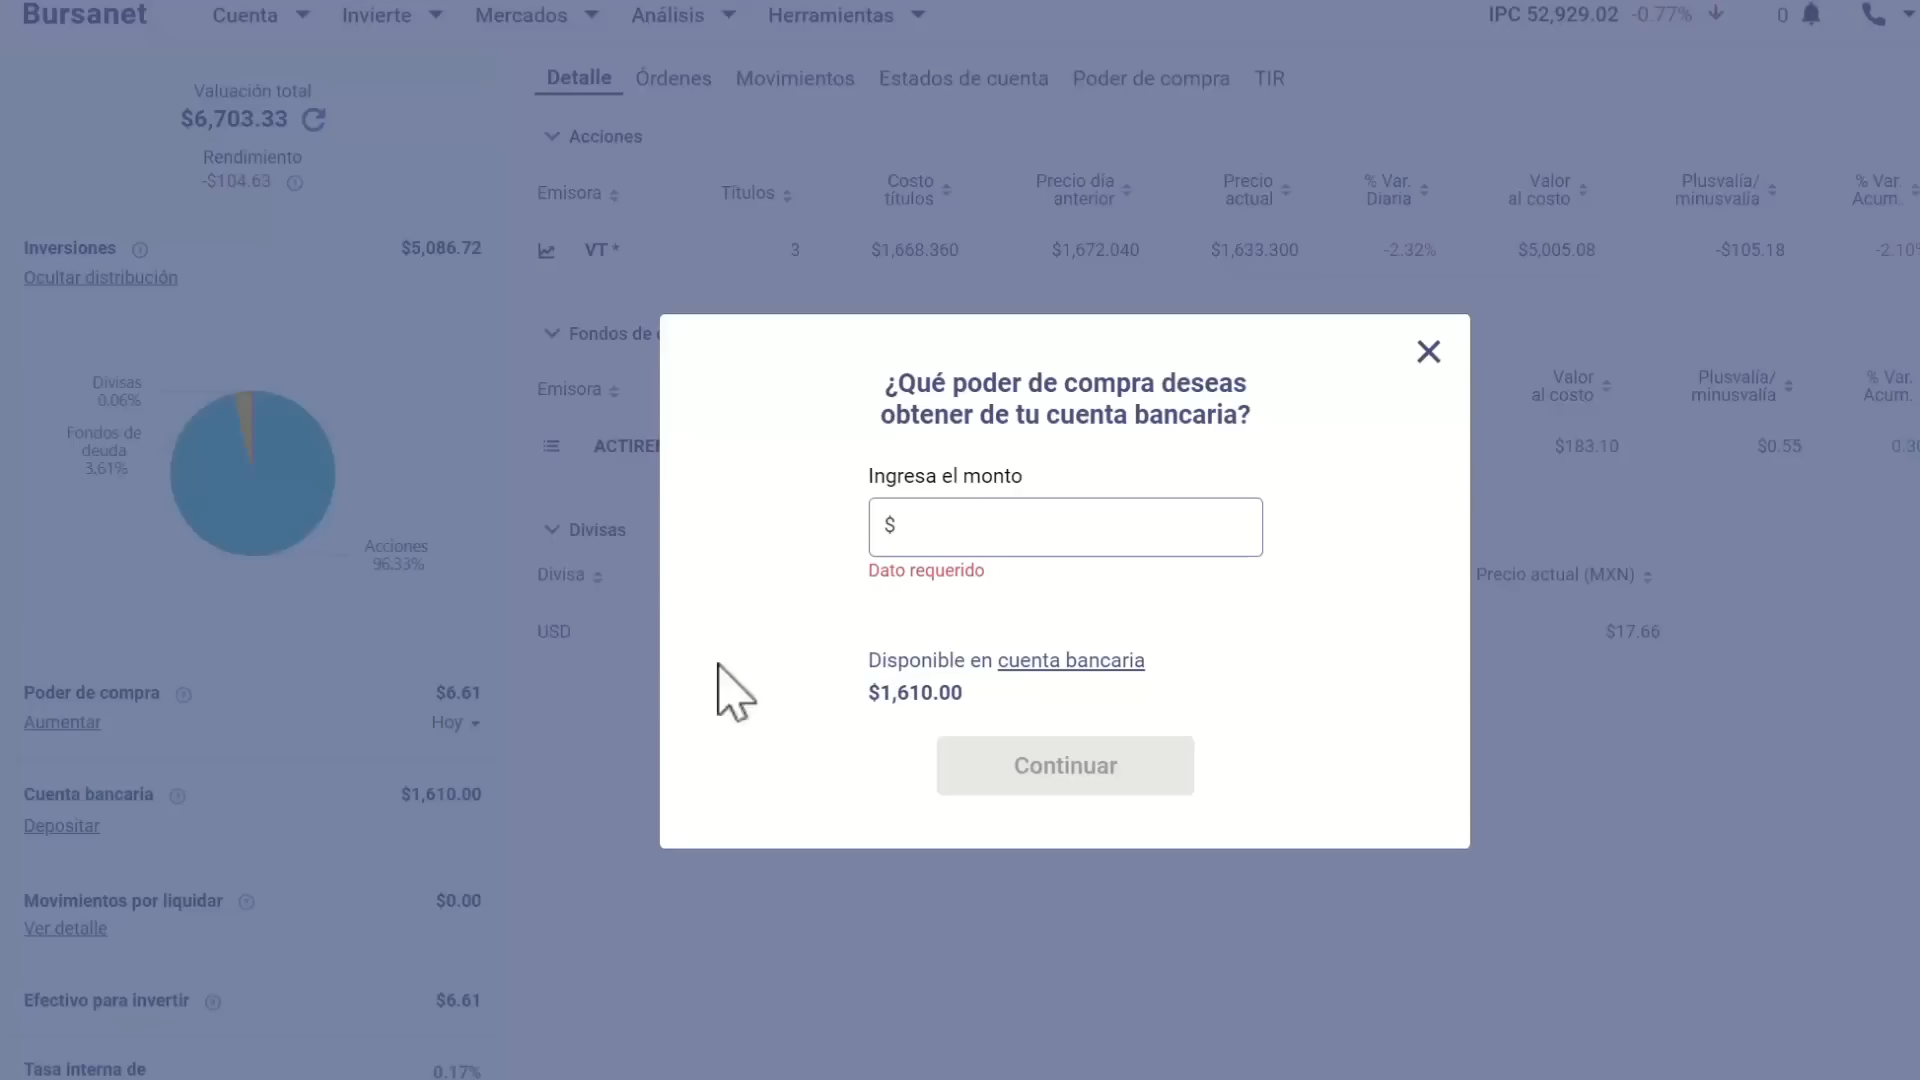 Bursanet
Cuenta Invierte Mercados Análisis Herramientas
IPC 52,929.02 -0.77% 0
Valuación total
$6,703.33
Rendimiento
-$104.63
Inversiones $5,086.72
Ocultar distribución
Divisas
0.06%
Fondos de
deuda
3.61%
Acciones
96.33%
Poder de compra $6.61
Aumentar Hoy
Cuenta bancaria $1,610.00
Depositar
Movimientos por liquidar $0.00
Ver detalle
Efectivo para invertir $6.61
Tasa interna de 0.17%
Detalle Órdenes Movimientos Estados de cuenta Poder de compra TIR
Acciones
Emisora Títulos Costo títulos Precio día anterior Precio actual % Var. Diaria Valor al costo Plusvalía/ minusvalía % Var. Acum.
VT * 3 $1,668.360 $1,672.040 $1,633.300 -2.32% $5,005.08 -$105.18 -2.10%
Fondos de
Emisora Valor al costo Plusvalía/ minusvalía % Var. Acum.
ACTIREN $183.10 $0.55 0.30
Divisas
Divisa Precio actual (MXN)
USD $17.66
¿Qué poder de compra deseas
obtener de tu cuenta bancaria?
Ingresa el monto
$
Dato requerido
Disponible en cuenta bancaria
$1,610.00
Continuar